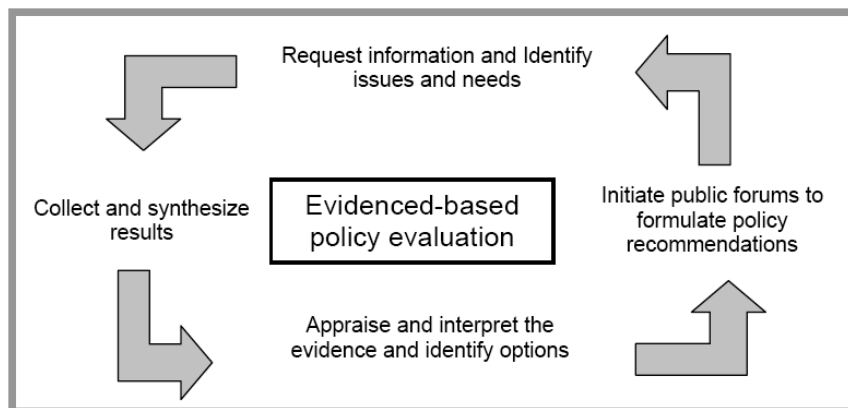 Request information and Identify
issues and needs
Collect and synthesize
results
Evidenced-based
policy evaluation
Initiate public forums to
formulate policy
recommendations
Appraise and interpret the
evidence and identify options